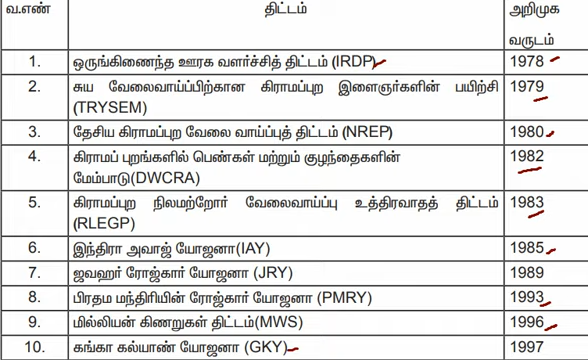 வ.எண் திட்டம் அறிமுக
வருடம்
1. ஒருங்கிணைந்த ஊரக வளர்ச்சித் திட்டம் (IRDP) 1978
2. சுய வேலைவாய்ப்பிற்கான கிராமப்புற இளைஞர்களின் பயிற்சி 1979
(TRYSEM)
3. தேசிய கிராமப்புற வேலை வாய்ப்புத் திட்டம் (NREP) 1980
4. கிராமப் புறங்களில் பெண்கள் மற்றும் குழந்தைகளின் 1982
மேம்பாடு(DWCRA)
5. கிராமப்புற நிலமற்றோர் வேலைவாய்ப்பு உத்திரவாதத் திட்டம் 1983
(RLEGP)
6. இந்திரா அவாஜ் யோஜனா(IAY) 1985
7. ஜவஹர் ரோஜ்கார் யோஜனா (JRY) 1989
8. பிரதம மந்திரியின் ரோஜ்கார் யோஜனா (PMRY) 1993
9. மில்லியன் கிணறுகள் திட்டம்(MWS) 1996
10. கங்கா கல்யாண் யோஜனா (GKY) 1997